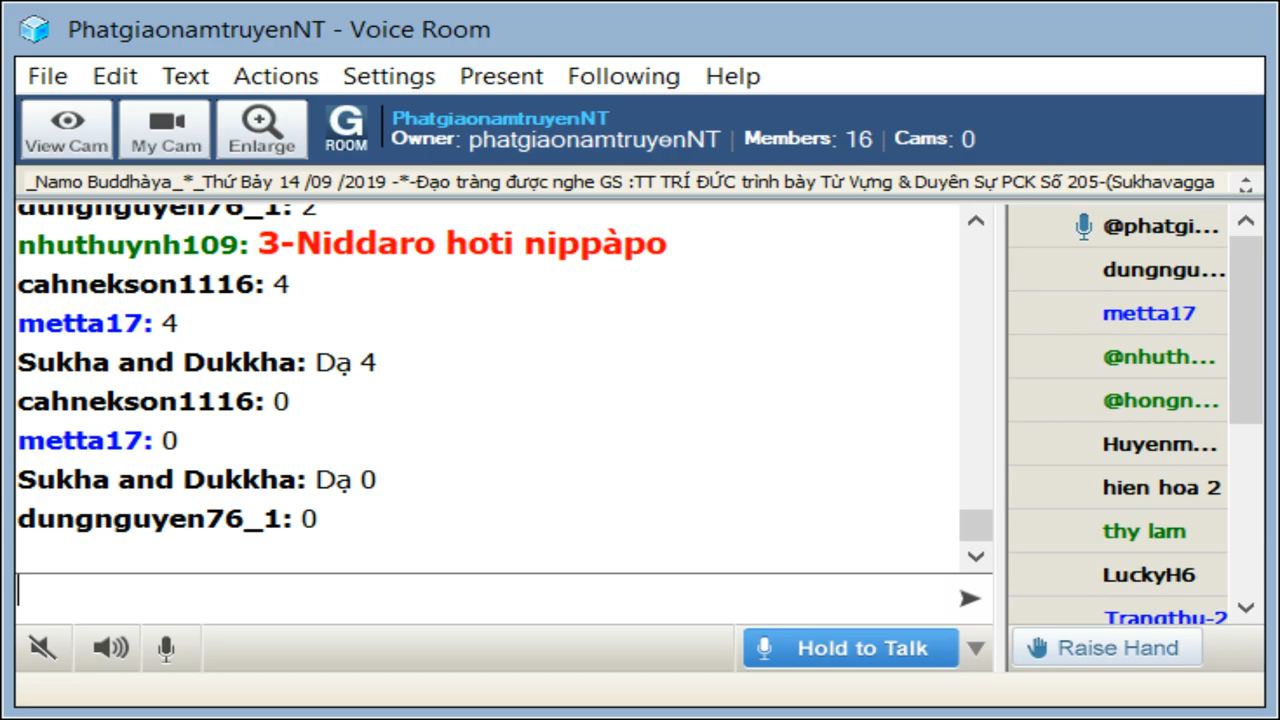 PhatgiaonamtruyenNT - Voice Room
File Edit Text Actions Settings Present Following Help
View Cam My Cam Enlarge G ROOM
PhatgiaonamtruyenNT
Owner: phatgiaonamtruyenNT | Members: 16 | Cams: 0
_Namo Buddhàya_*_Thứ Bảy 14 /09 /2019 -*-Đạo tràng được nghe GS :TT TRÍ ĐỨC trình bày Từ Vựng & Duyên Sự PCK Số 205-(Sukhavagga
dungnguyen76_1: 2
nhuthuynh109: 3-Niddaro hoti nippàpo
cahnekson1116: 4
metta17: 4
Sukha and Dukkha: Dạ 4
cahnekson1116: 0
metta17: 0
Sukha and Dukkha: Dạ 0
dungnguyen76_1: 0
@phatgi...
dungngu...
metta17
@nhuth...
@hongn...
Huyenm...
hien hoa 2
thy lam
LuckyH6
Trangthu-2
Hold to Talk
Raise Hand